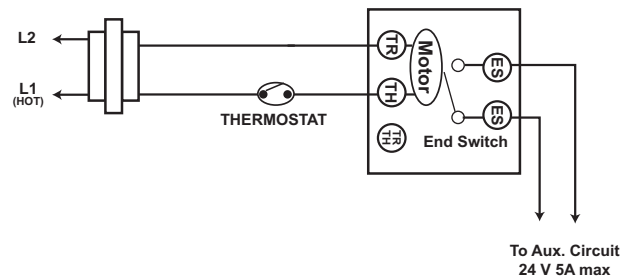 L2
L1
(HOT)
THERMOSTAT
TR
TH
TR
TH
Motor
ES
ES
End Switch
To Aux. Circuit
24 V 5A max